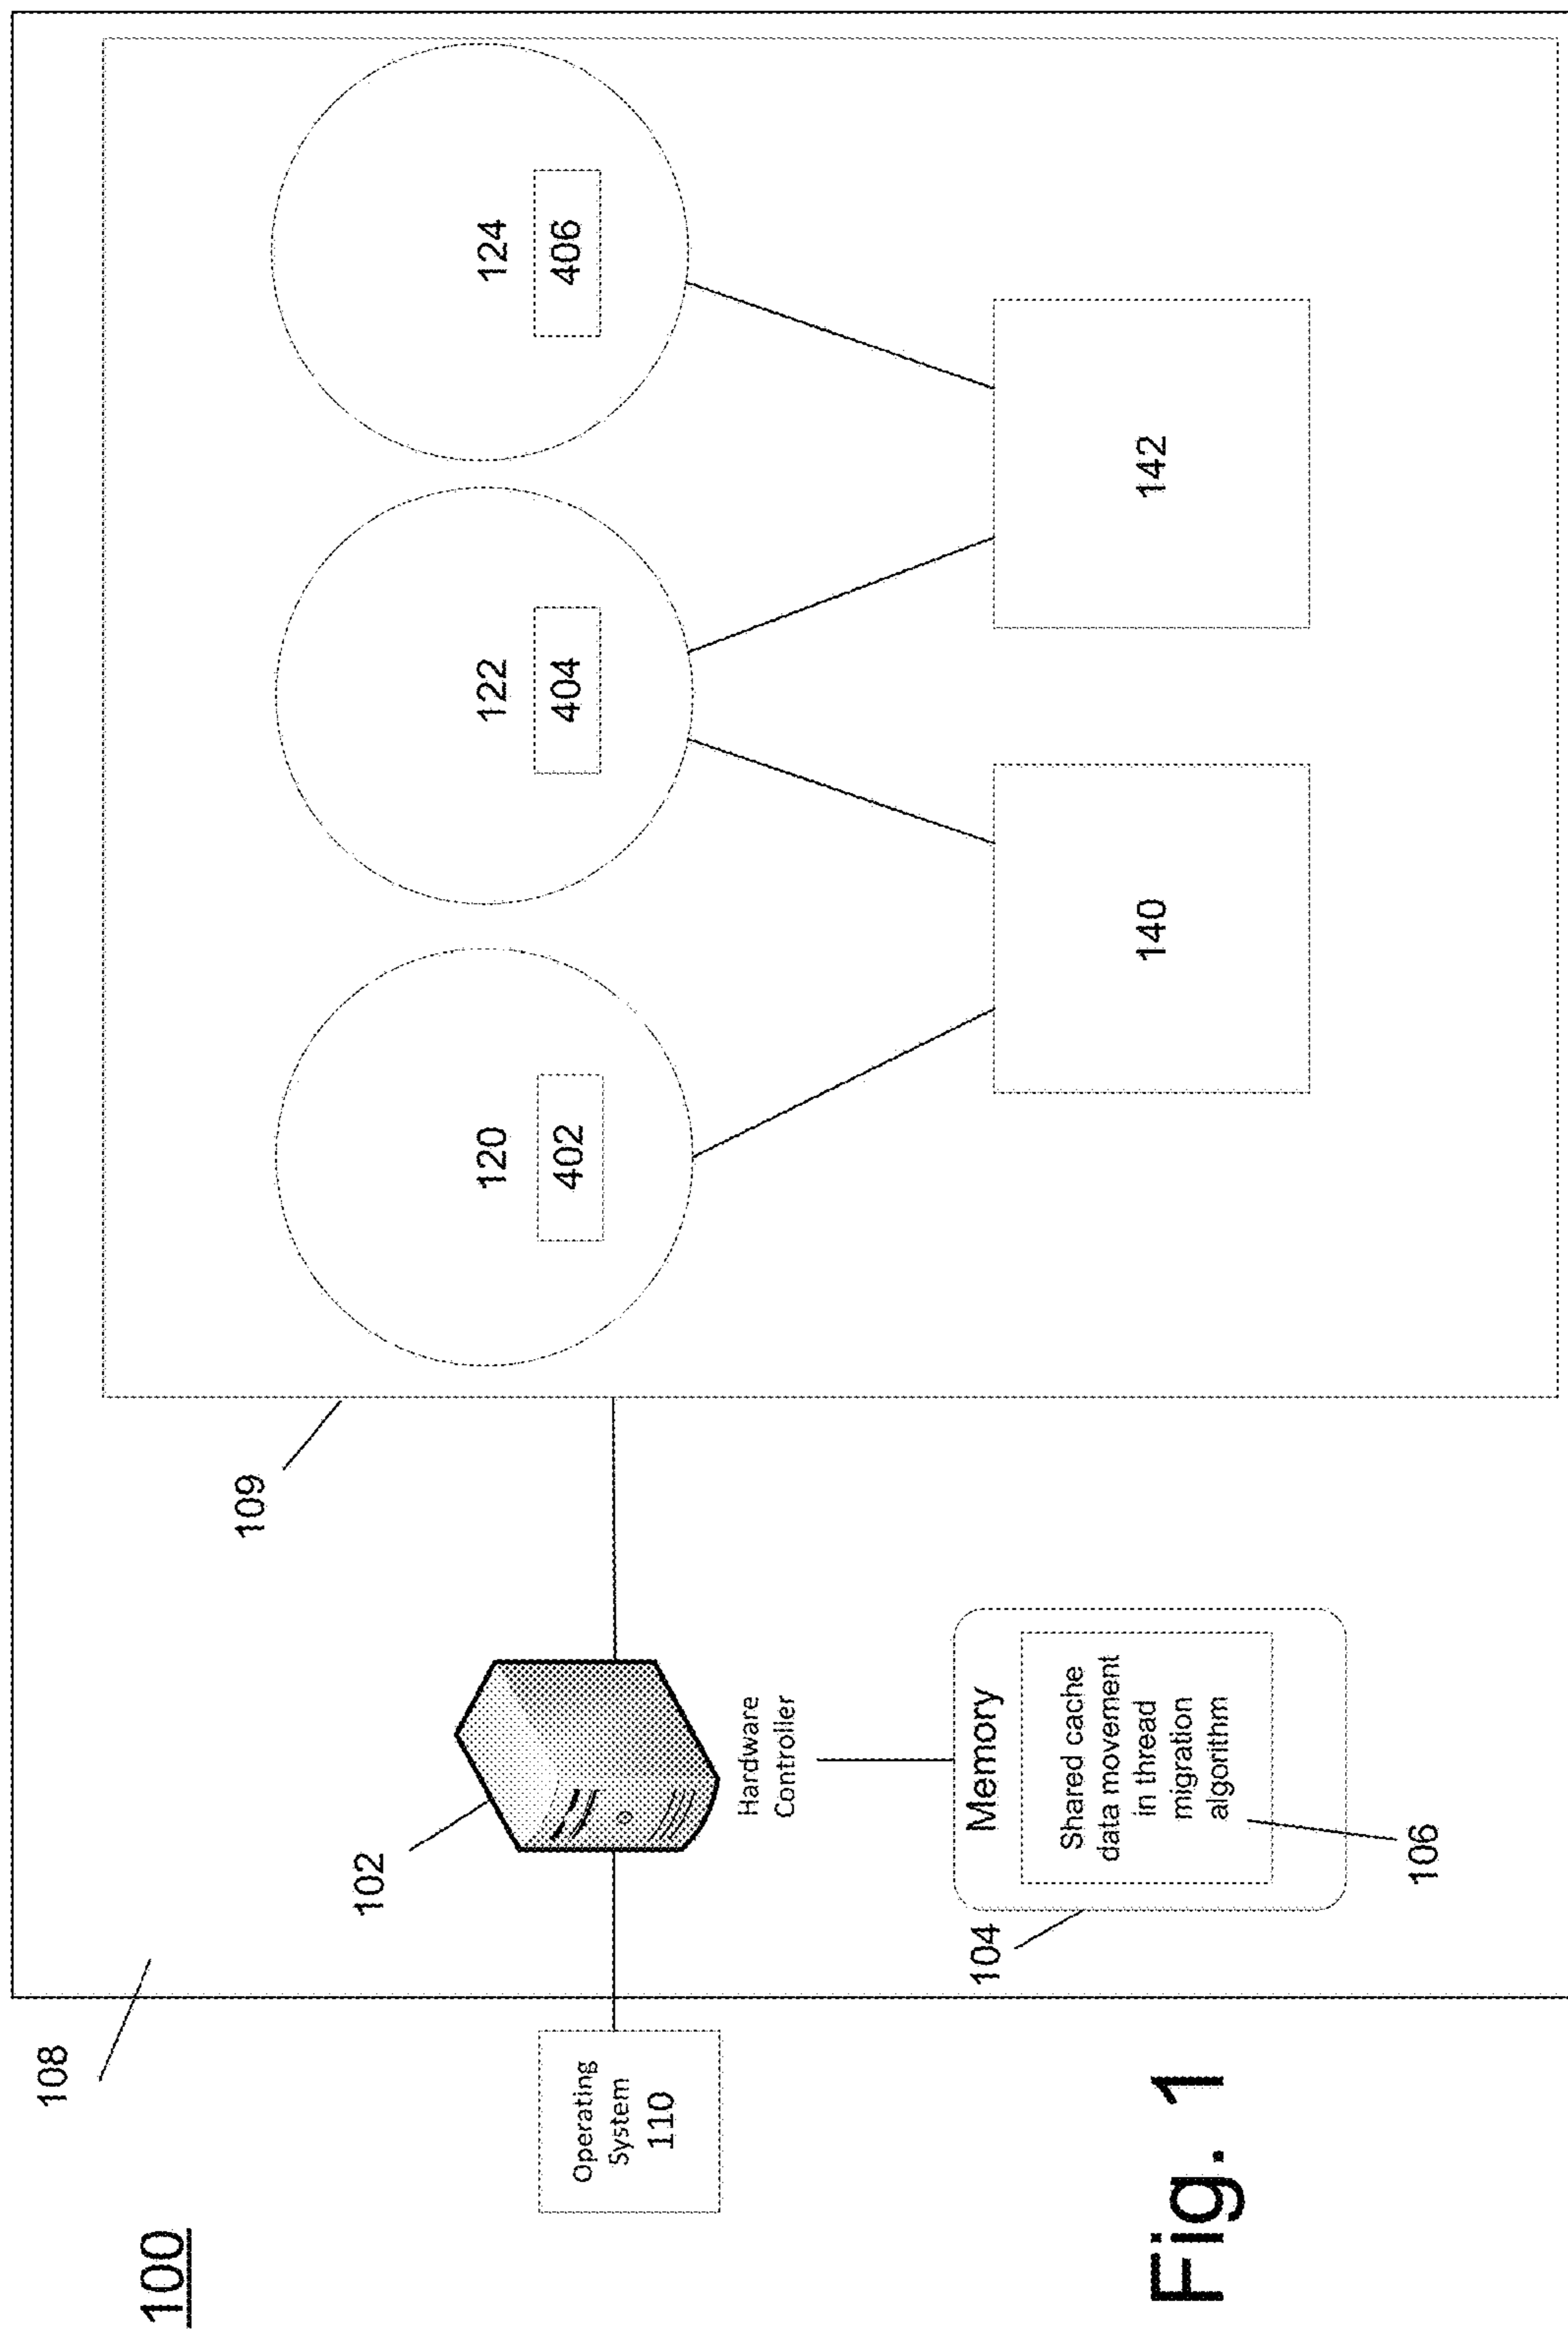 100
108
109
102
120
402
122
404
124
406
Operating
System
110
Hardware
Controller
104
Memory
Shared cache
data movement
in thread
migration
algorithm
106
140
142
Fig. 1